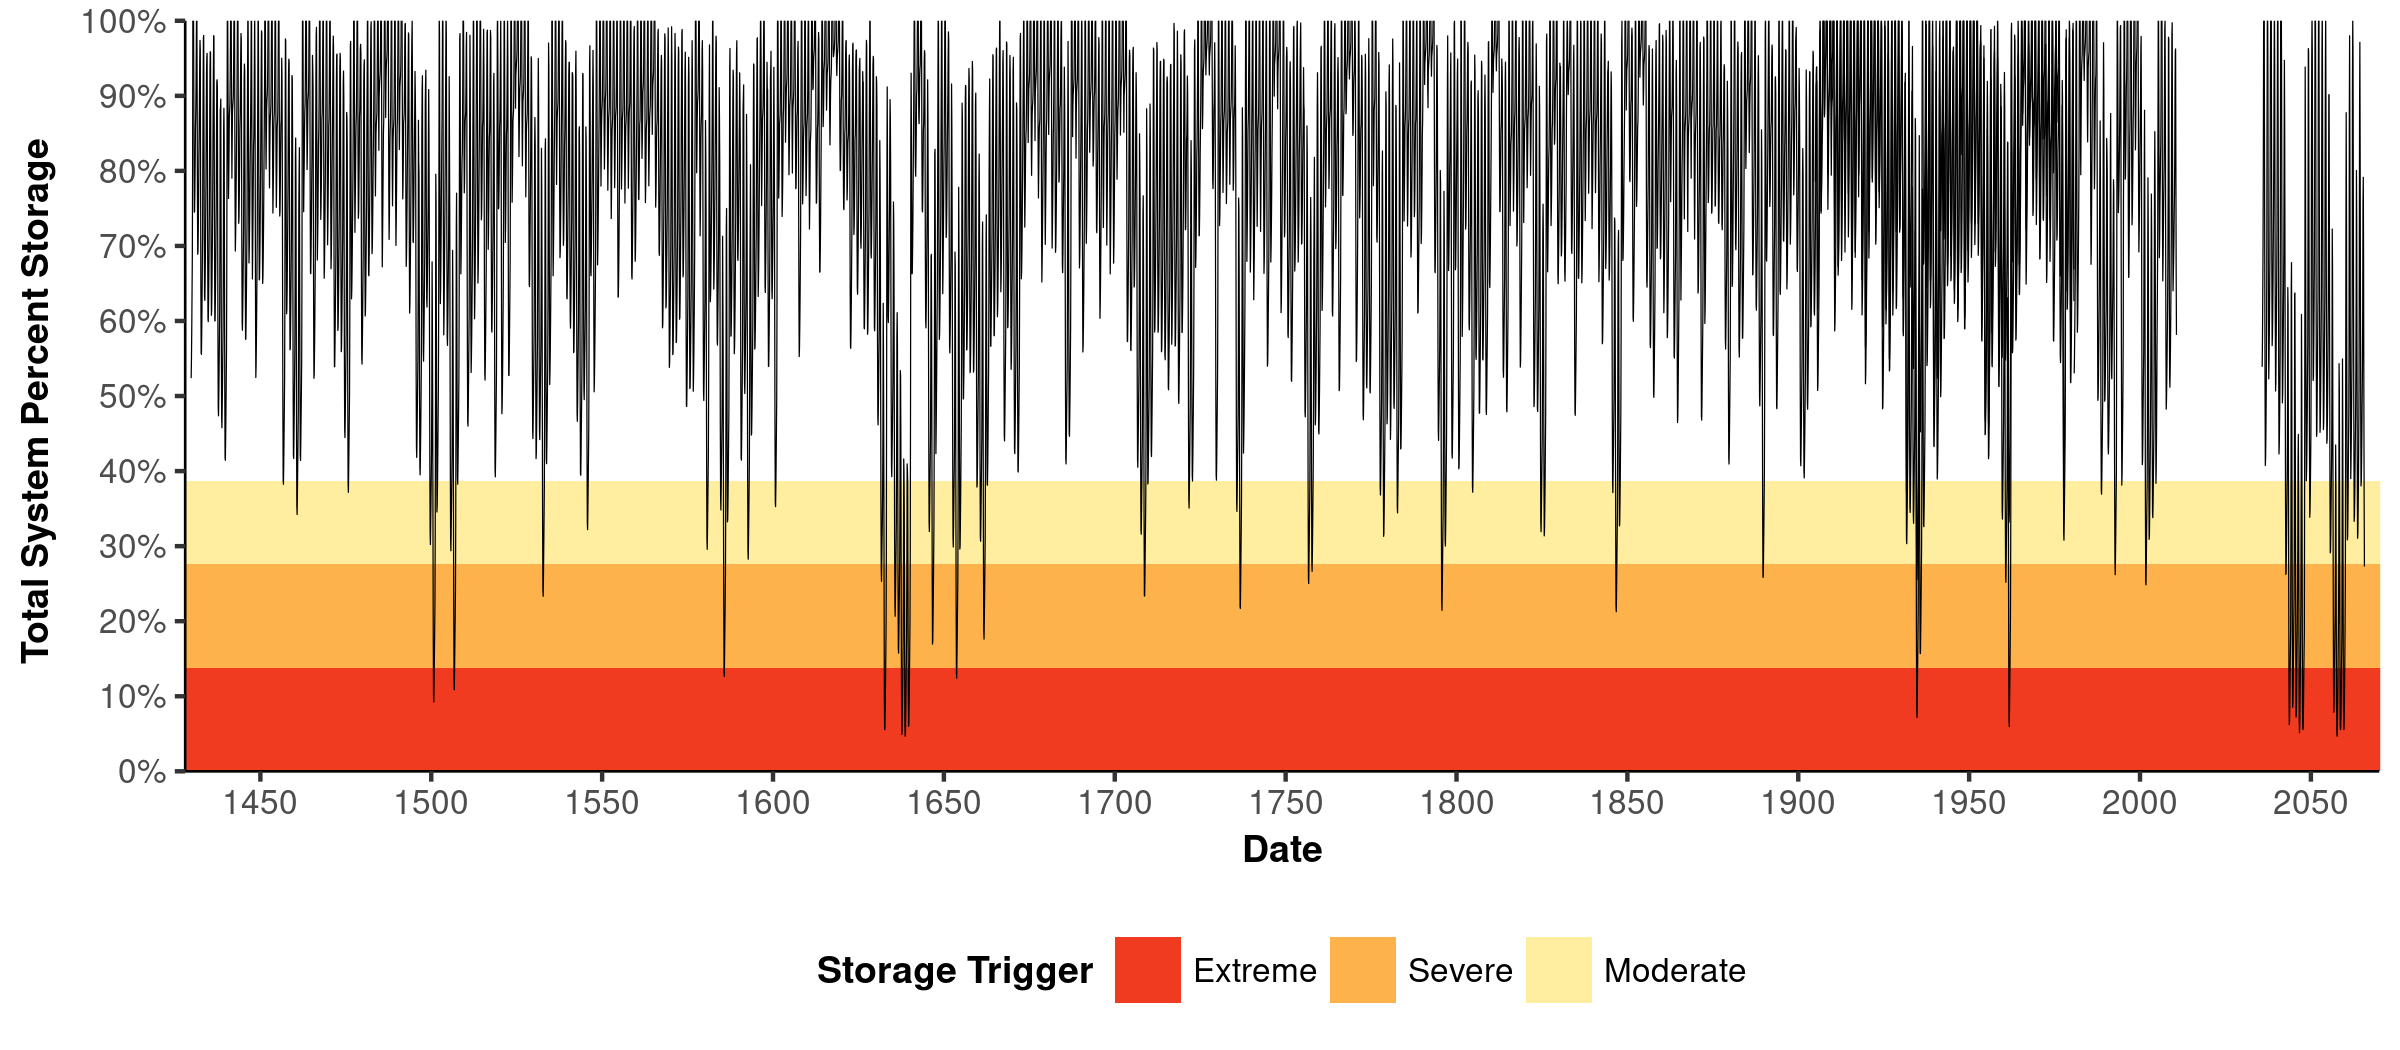 Total System Percent Storage
100%
90%
80%
70%
60%
50%
40%
30%
20%
10%
0%
1450 1500 1550 1600 1650 1700 1750 1800 1850 1900 1950 2000 2050
Date
Storage Trigger Extreme Severe Moderate